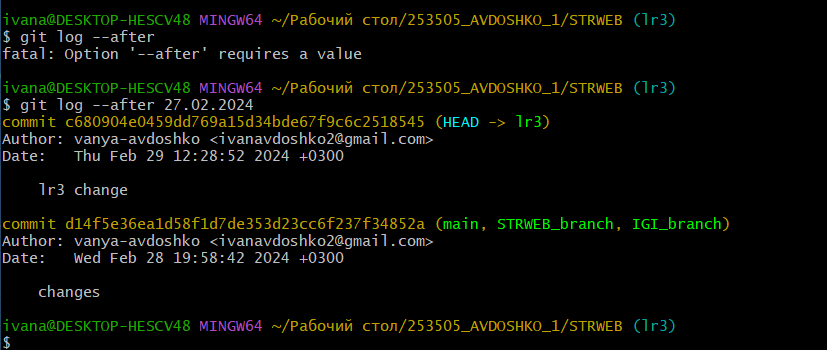 ivana@DESKTOP-HESCV48 MINGW64 ~/Рабочий стол/253505_AVDOSHKO_1/STRWEB (lr3)
$ git log --after
fatal: Option '--after' requires a value
ivana@DESKTOP-HESCV48 MINGW64 ~/Рабочий стол/253505_AVDOSHKO_1/STRWEB (lr3)
$ git log --after 27.02.2024
commit c680904e0459dd769a15d34bde67f9c6c2518545 (HEAD -> lr3)
Author: vanya-avdoshko <ivanavdoshko2@gmail.com>
Date:   Thu Feb 29 12:28:52 2024 +0300
    lr3 change
commit d14f5e36ea1d58f1d7de353d23cc6f237f34852a (main, STRWEB_branch, IGI_branch)
Author: vanya-avdoshko <ivanavdoshko2@gmail.com>
Date:   Wed Feb 28 19:58:42 2024 +0300
    changes
ivana@DESKTOP-HESCV48 MINGW64 ~/Рабочий стол/253505_AVDOSHKO_1/STRWEB (lr3)
$